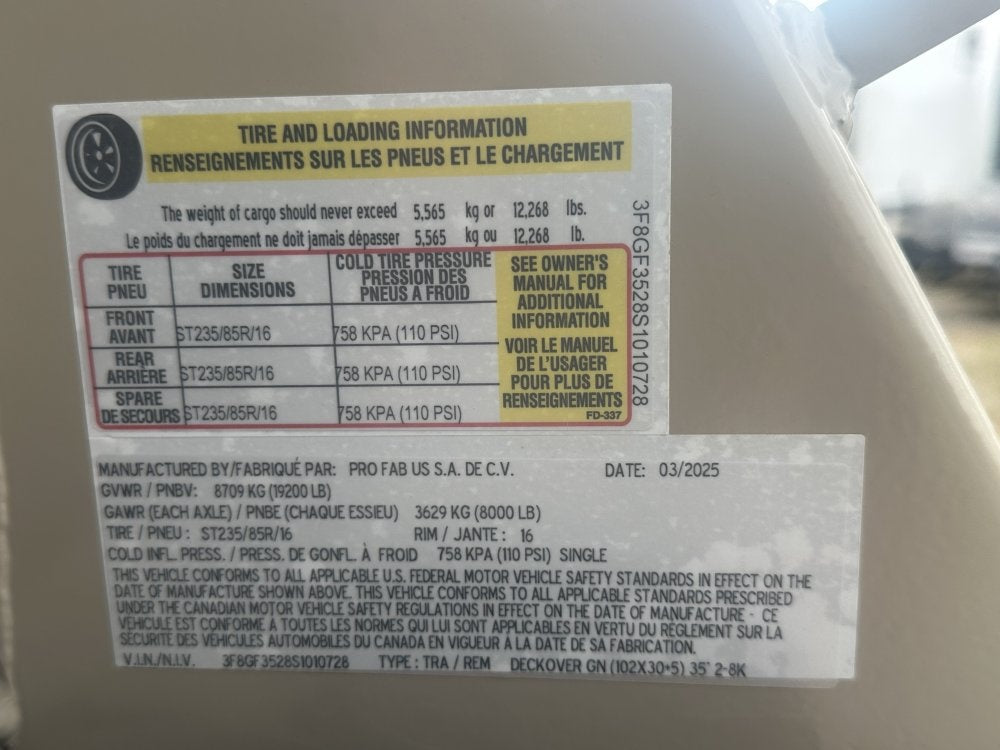 TIRE AND LOADING INFORMATION
RENSEIGNEMENTS SUR LES PNEUS ET LE CHARGEMENT
The weight of cargo should never exceed 5,565 kg or 12,268 lbs.
Le poids du chargement ne doit jamais dépasser 5,565 kg ou 12,268 lb.
TIRE
PNEU
SIZE
DIMENSIONS
COLD TIRE PRESSURE
PRESSION DES
PNEUS A FROID
FRONT
AVANT
ST235/85R/16
758 KPA (110 PSI)
REAR
ARRIÈRE
ST235/85R/16
758 KPA (110 PSI)
SPARE
DE SECOURS
ST235/85R/16
758 KPA (110 PSI)
SEE OWNER'S
MANUAL FOR
ADDITIONAL
INFORMATION
VOIR LE MANUEL
DE L'USAGER
POUR PLUS DE
RENSEIGNEMENTS
FD-337
3F8GF3528S1010728
MANUFACTURED BY/FABRIQUÉ PAR: PRO FAB US S.A. DE C.V. DATE: 03/2025
GVWR / PNBV: 8709 KG (19200 LB)
GAWR (EACH AXLE) / PNBE (CHAQUE ESSIEU) 3629 KG (8000 LB)
TIRE / PNEU : ST235/85R/16 RIM / JANTE : 16
COLD INFL. PRESS. / PRESS. DE GONFL. À FROID 758 KPA (110 PSI) SINGLE
THIS VEHICLE CONFORMS TO ALL APPLICABLE U.S. FEDERAL MOTOR VEHICLE SAFETY STANDARDS IN EFFECT ON THE
DATE OF MANUFACTURE SHOWN ABOVE. THIS VEHICLE CONFORMS TO ALL APPLICABLE STANDARDS PRESCRIBED
UNDER THE CANADIAN MOTOR VEHICLE SAFETY REGULATIONS IN EFFECT ON THE DATE OF MANUFACTURE - CE
VÉHICULE EST CONFORME À TOUTES LES NORMES QUI LUI SONT APPLICABLES EN VERTU DU RÈGLEMENT SUR LA
SÉCURITÉ DES VÉHICULES AUTOMOBILES DU CANADA EN VIGUEUR À LA DATE DE SA FABRICATION.
V.I.N./N.I.V. 3F8GF3528S1010728 TYPE : TRA / REM DECKOVER GN (102X30+5) 35' 2-8K